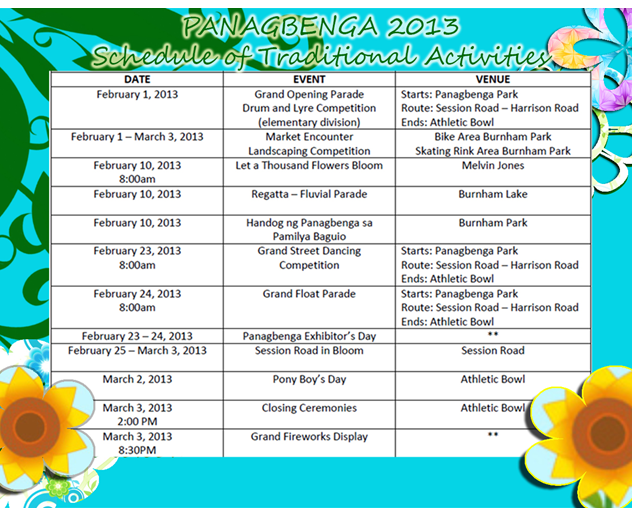 PANAGBENGA 2013
Schedule of Traditional Activities
DATE EVENT VENUE
February 1, 2013 Grand Opening Parade Starts: Panagbenga Park
Drum and Lyre Competition Route: Session Road – Harrison Road
(elementary division) Ends: Athletic Bowl
February 1 – March 3, 2013 Market Encounter Bike Area Burnham Park
Landscaping Competition Skating Rink Area Burnham Park
February 10, 2013 Let a Thousand Flowers Bloom Melvin Jones
8:00am
February 10, 2013 Regatta – Fluvial Parade Burnham Lake
February 10, 2013 Handog ng Panagbenga sa Burnham Park
Pamilya Baguio
February 23, 2013 Grand Street Dancing Starts: Panagbenga Park
8:00am Competition Route: Session Road – Harrison Road
Ends: Athletic Bowl
February 24, 2013 Grand Float Parade Starts: Panagbenga Park
8:00am Route: Session Road – Harrison Road
Ends: Athletic Bowl
February 23 – 24, 2013 Panagbenga Exhibitor's Day **
February 25 – March 3, 2013 Session Road in Bloom Session Road
March 2, 2013 Pony Boy's Day Athletic Bowl
March 3, 2013 Closing Ceremonies Athletic Bowl
2:00 PM
March 3, 2013 Grand Fireworks Display **
8:30PM